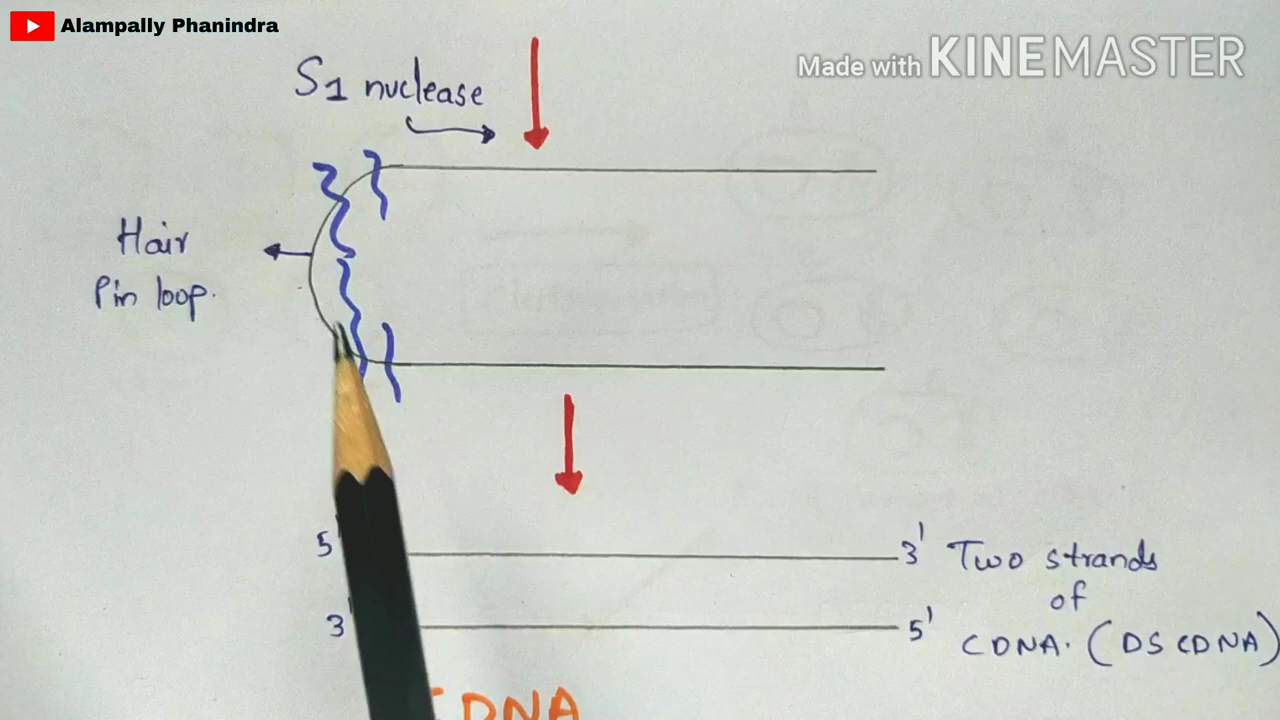 Alampally Phanindra
Made with KINEMASTER
S1 nuclease
Hair
Pin loop.
5'
3' Two strands
of
3'
5' CDNA. (DS CDNA)
CDNA